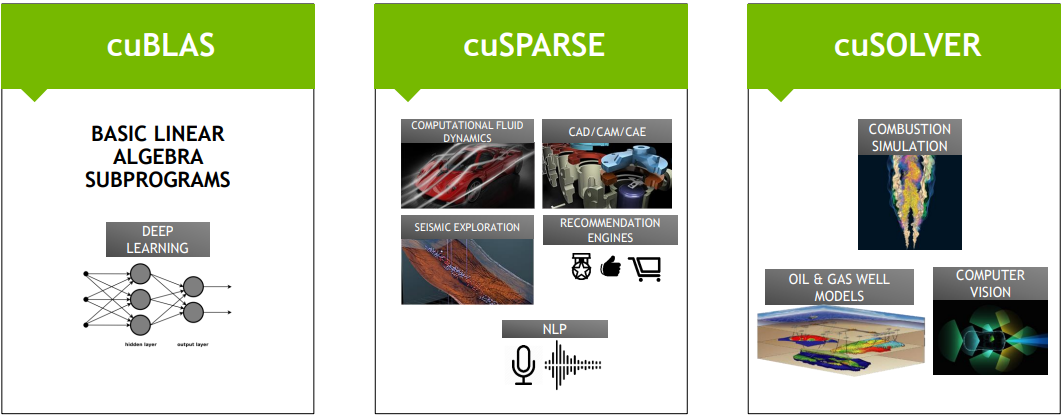 cuBLAS
BASIC LINEAR
ALGEBRA
SUBPROGRAMS
DEEP
LEARNING
hidden layer
output layer
cuSPARSE
COMPUTATIONAL FLUID
DYNAMICS
CAD/CAM/CAE
SEISMIC EXPLORATION
RECOMMENDATION
ENGINES
NLP
cuSOLVER
COMBUSTION
SIMULATION
OIL & GAS WELL
MODELS
COMPUTER
VISION